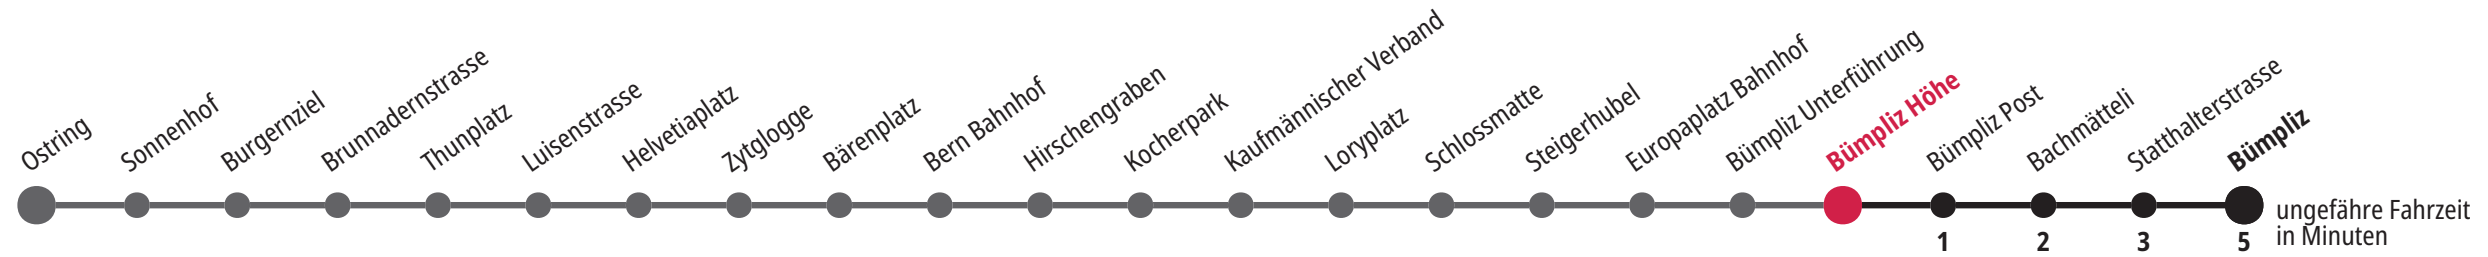 Ostring
Sonnenhof
Burgernziel
Brunnadernstrasse
Thunplatz
Luisenstrasse
Helvetiaplatz
Zytglogge
Bärenplatz
Bern Bahnhof
Hirschengraben
Kocherpark
Kaufmännischer Verband
Loryplatz
Schlossmatte
Steigerhubel
Europaplatz Bahnhof
Bümpliz Unterführung
Bümpliz Höhe
Bümpliz Post
Bachmätteli
Statthalterstrasse
Bümpliz
1 2 3 5
ungefähre Fahrzeit
in Minuten